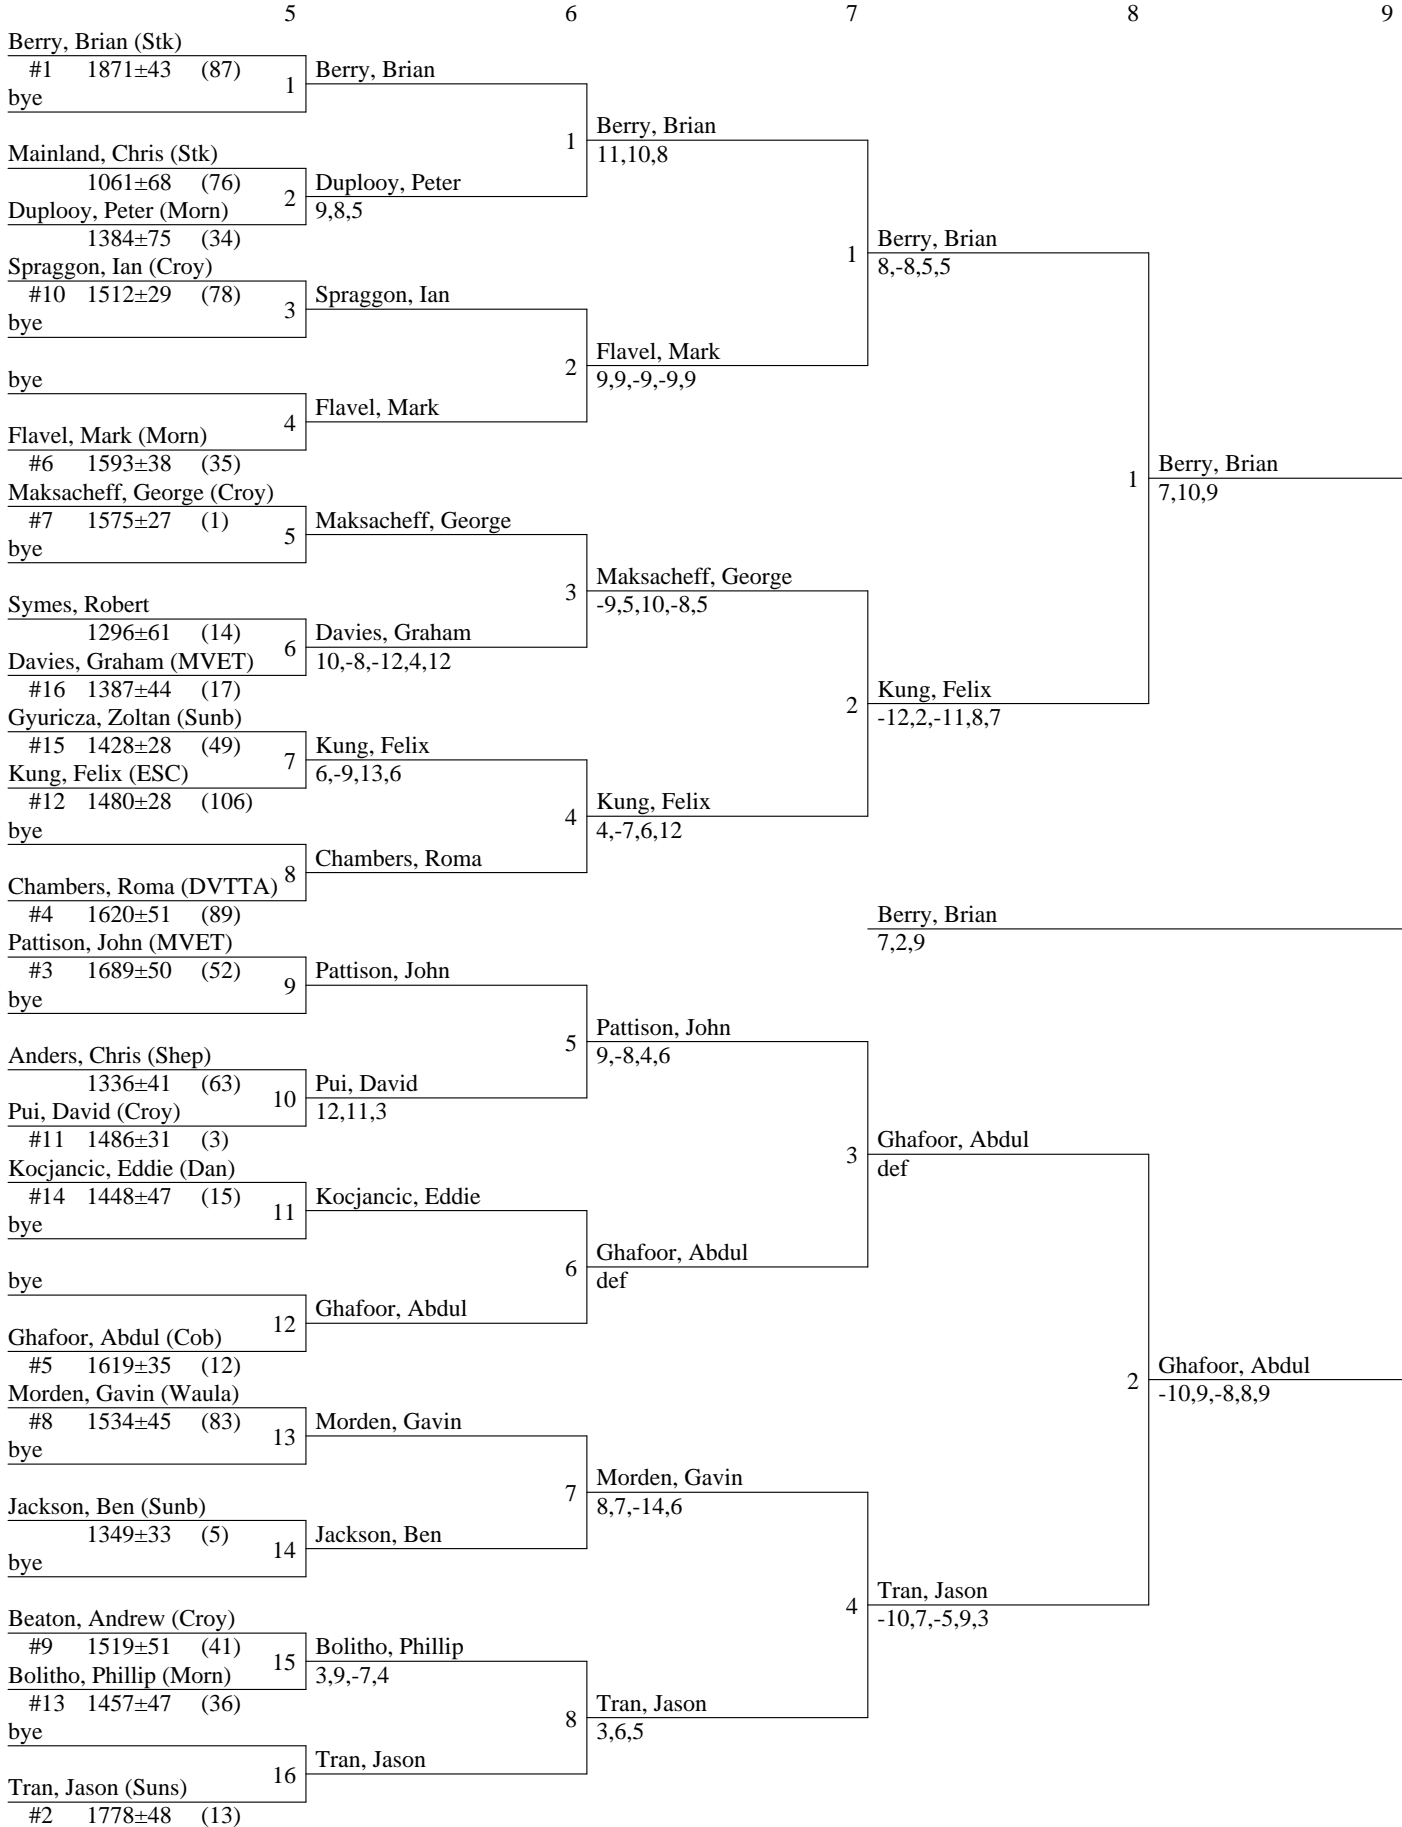 5 6 7 8 9
Berry, Brian (Stk)
#1 1871±43 (87)
bye
1
Berry, Brian
Mainland, Chris (Stk)
1061±68 (76)
Duplooy, Peter (Morn)
1384±75 (34)
2
Duplooy, Peter
9,8,5
1
Berry, Brian
11,10,8
Spraggon, Ian (Croy)
#10 1512±29 (78)
bye
3
Spraggon, Ian
bye
Flavel, Mark (Morn)
#6 1593±38 (35)
4
Flavel, Mark
2
Flavel, Mark
9,9,-9,-9,9
1
Berry, Brian
8,-8,5,5
Maksacheff, George (Croy)
#7 1575±27 (1)
bye
5
Maksacheff, George
Symes, Robert
1296±61 (14)
Davies, Graham (MVET)
#16 1387±44 (17)
6
Davies, Graham
10,-8,-12,4,12
3
Maksacheff, George
-9,5,10,-8,5
Gyuricza, Zoltan (Sunb)
#15 1428±28 (49)
Kung, Felix (ESC)
#12 1480±28 (106)
7
Kung, Felix
6,-9,13,6
bye
Chambers, Roma (DVTTA)
#4 1620±51 (89)
8
Chambers, Roma
4
Kung, Felix
4,-7,6,12
2
Kung, Felix
-12,2,-11,8,7
1
Berry, Brian
7,10,9
Berry, Brian
7,2,9
Pattison, John (MVET)
#3 1689±50 (52)
bye
9
Pattison, John
Anders, Chris (Shep)
1336±41 (63)
Pui, David (Croy)
#11 1486±31 (3)
10
Pui, David
12,11,3
5
Pattison, John
9,-8,4,6
Kocjancic, Eddie (Dan)
#14 1448±47 (15)
bye
11
Kocjancic, Eddie
bye
Ghafoor, Abdul (Cob)
#5 1619±35 (12)
12
Ghafoor, Abdul
6
Ghafoor, Abdul
def
3
Ghafoor, Abdul
def
Morden, Gavin (Waula)
#8 1534±45 (83)
bye
13
Morden, Gavin
Jackson, Ben (Sunb)
1349±33 (5)
bye
14
Jackson, Ben
7
Morden, Gavin
8,7,-14,6
Beaton, Andrew (Croy)
#9 1519±51 (41)
Bolitho, Phillip (Morn)
#13 1457±47 (36)
15
Bolitho, Phillip
3,9,-7,4
bye
Tran, Jason (Suns)
#2 1778±48 (13)
16
Tran, Jason
8
Tran, Jason
3,6,5
4
Tran, Jason
-10,7,-5,9,3
2
Ghafoor, Abdul
-10,9,-8,8,9